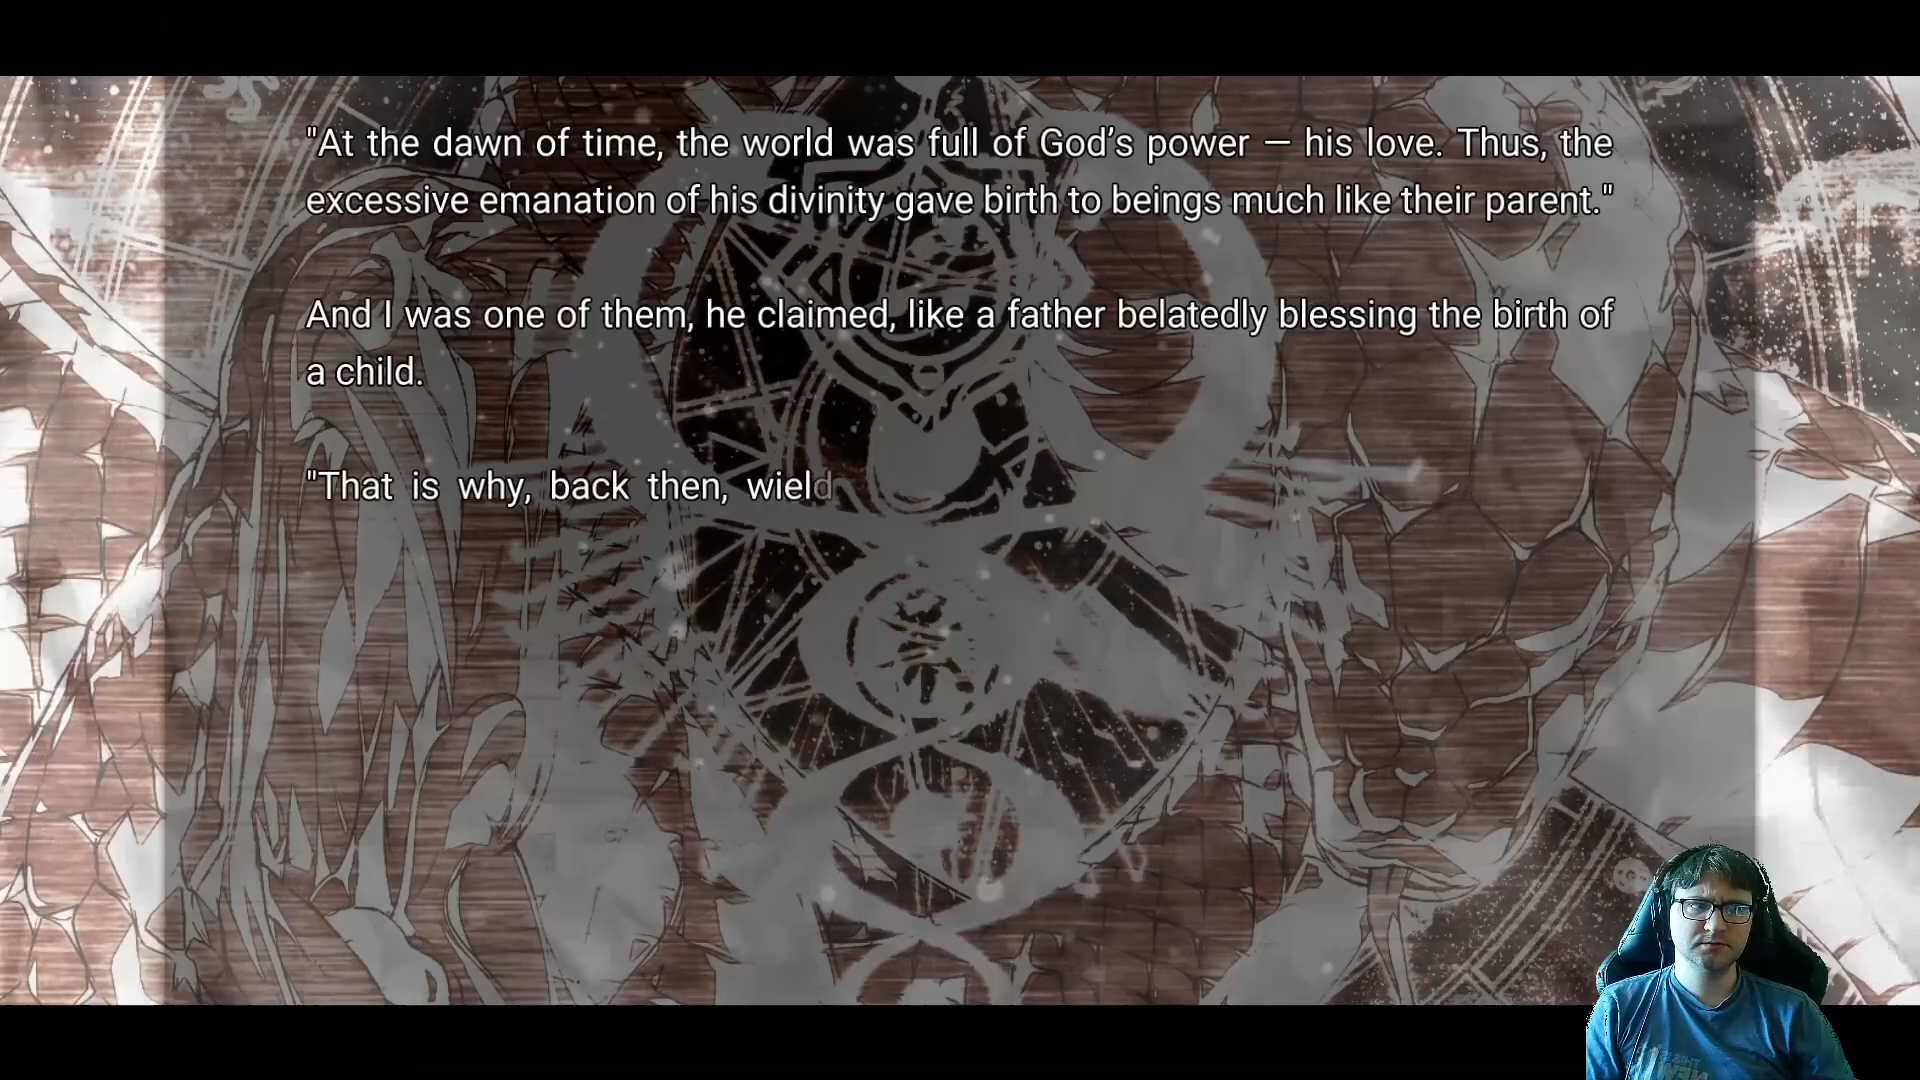 "At the dawn of time, the world was full of God’s power — his love. Thus, the
excessive emanation of his divinity gave birth to beings much like their parent."
And I was one of them, he claimed, like a father belatedly blessing the birth of
a child.
"That is why, back then, wield